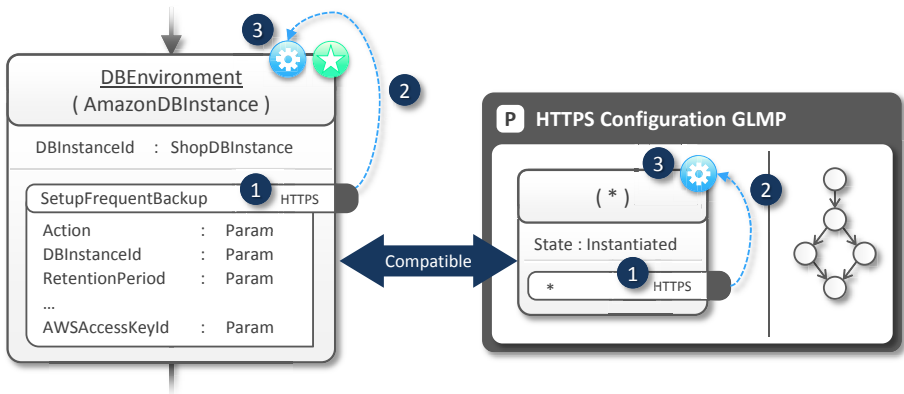 3
DBEnvironment
( AmazonDBInstance )
2
DBInstanceId : ShopDBInstance
1
SetupFrequentBackup HTTPS
Action : Param
DBInstanceId : Param
RetentionPeriod : Param
...
AWSAccessKeyId : Param
Compatible
P HTTPS Configuration GLMP
3
( * )
2
State : Instantiated
1
* HTTPS